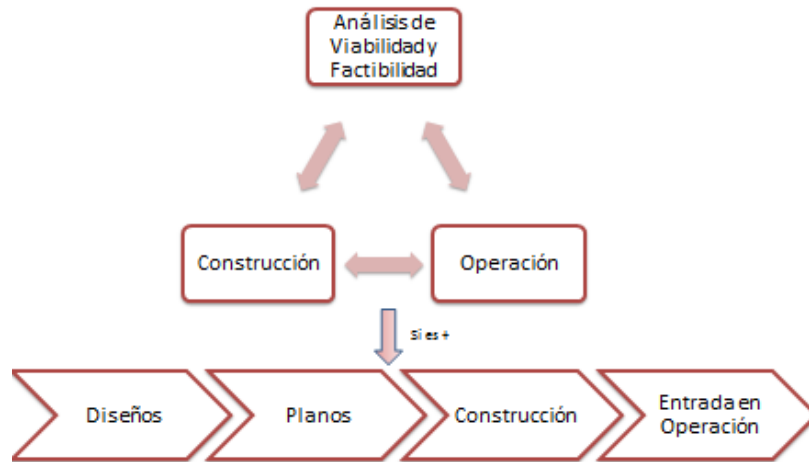 Análisis de
Viabilidad y
Factibilidad
Construcción
Operación
Si es +
Diseños
Planos
Construcción
Entrada en
Operación